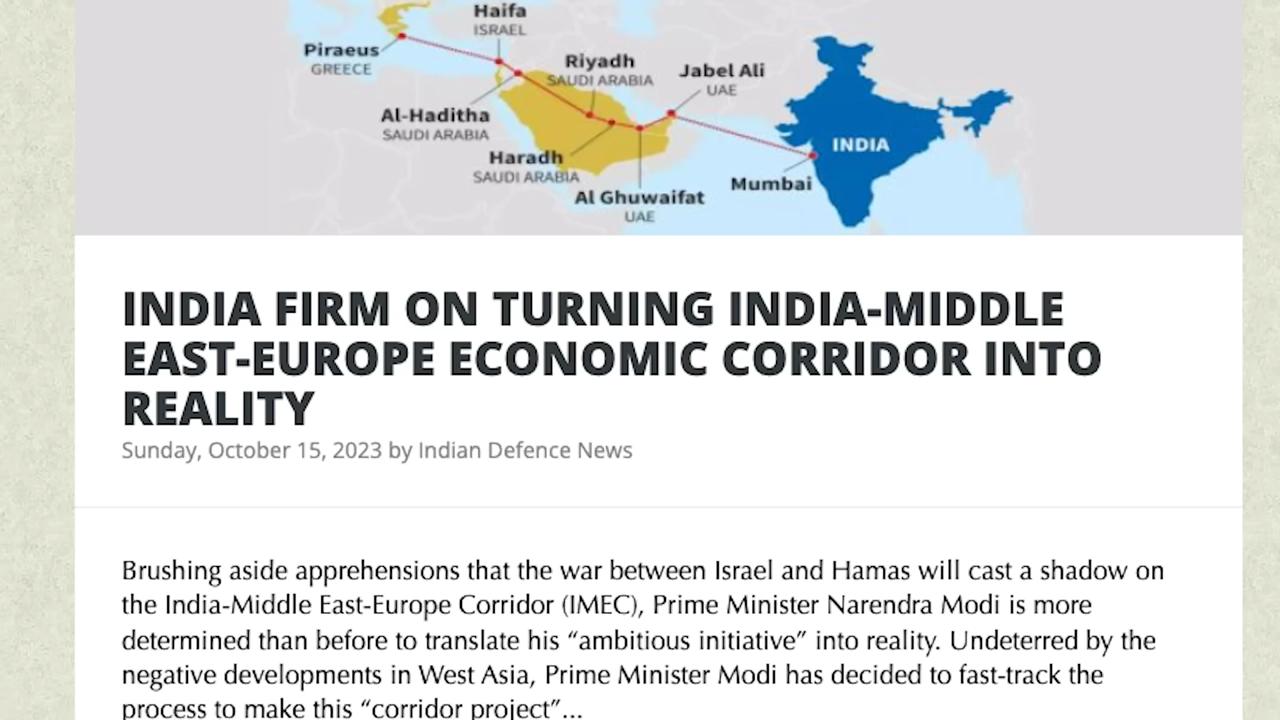 Haifa
ISRAEL
Piraeus
GREECE
Riyadh
SAUDI ARABIA
Jabel Ali
UAE
Al-Haditha
SAUDI ARABIA
INDIA
Haradh
SAUDI ARABIA
Mumbai
Al Ghuwaifat
UAE
INDIA FIRM ON TURNING INDIA-MIDDLE
EAST-EUROPE ECONOMIC CORRIDOR INTO
REALITY
Sunday, October 15, 2023 by Indian Defence News
Brushing aside apprehensions that the war between Israel and Hamas will cast a shadow on
the India-Middle East-Europe Corridor (IMEC), Prime Minister Narendra Modi is more
determined than before to translate his “ambitious initiative” into reality. Undeterred by the
negative developments in West Asia, Prime Minister Modi has decided to fast-track the
process to make this “corridor project”...